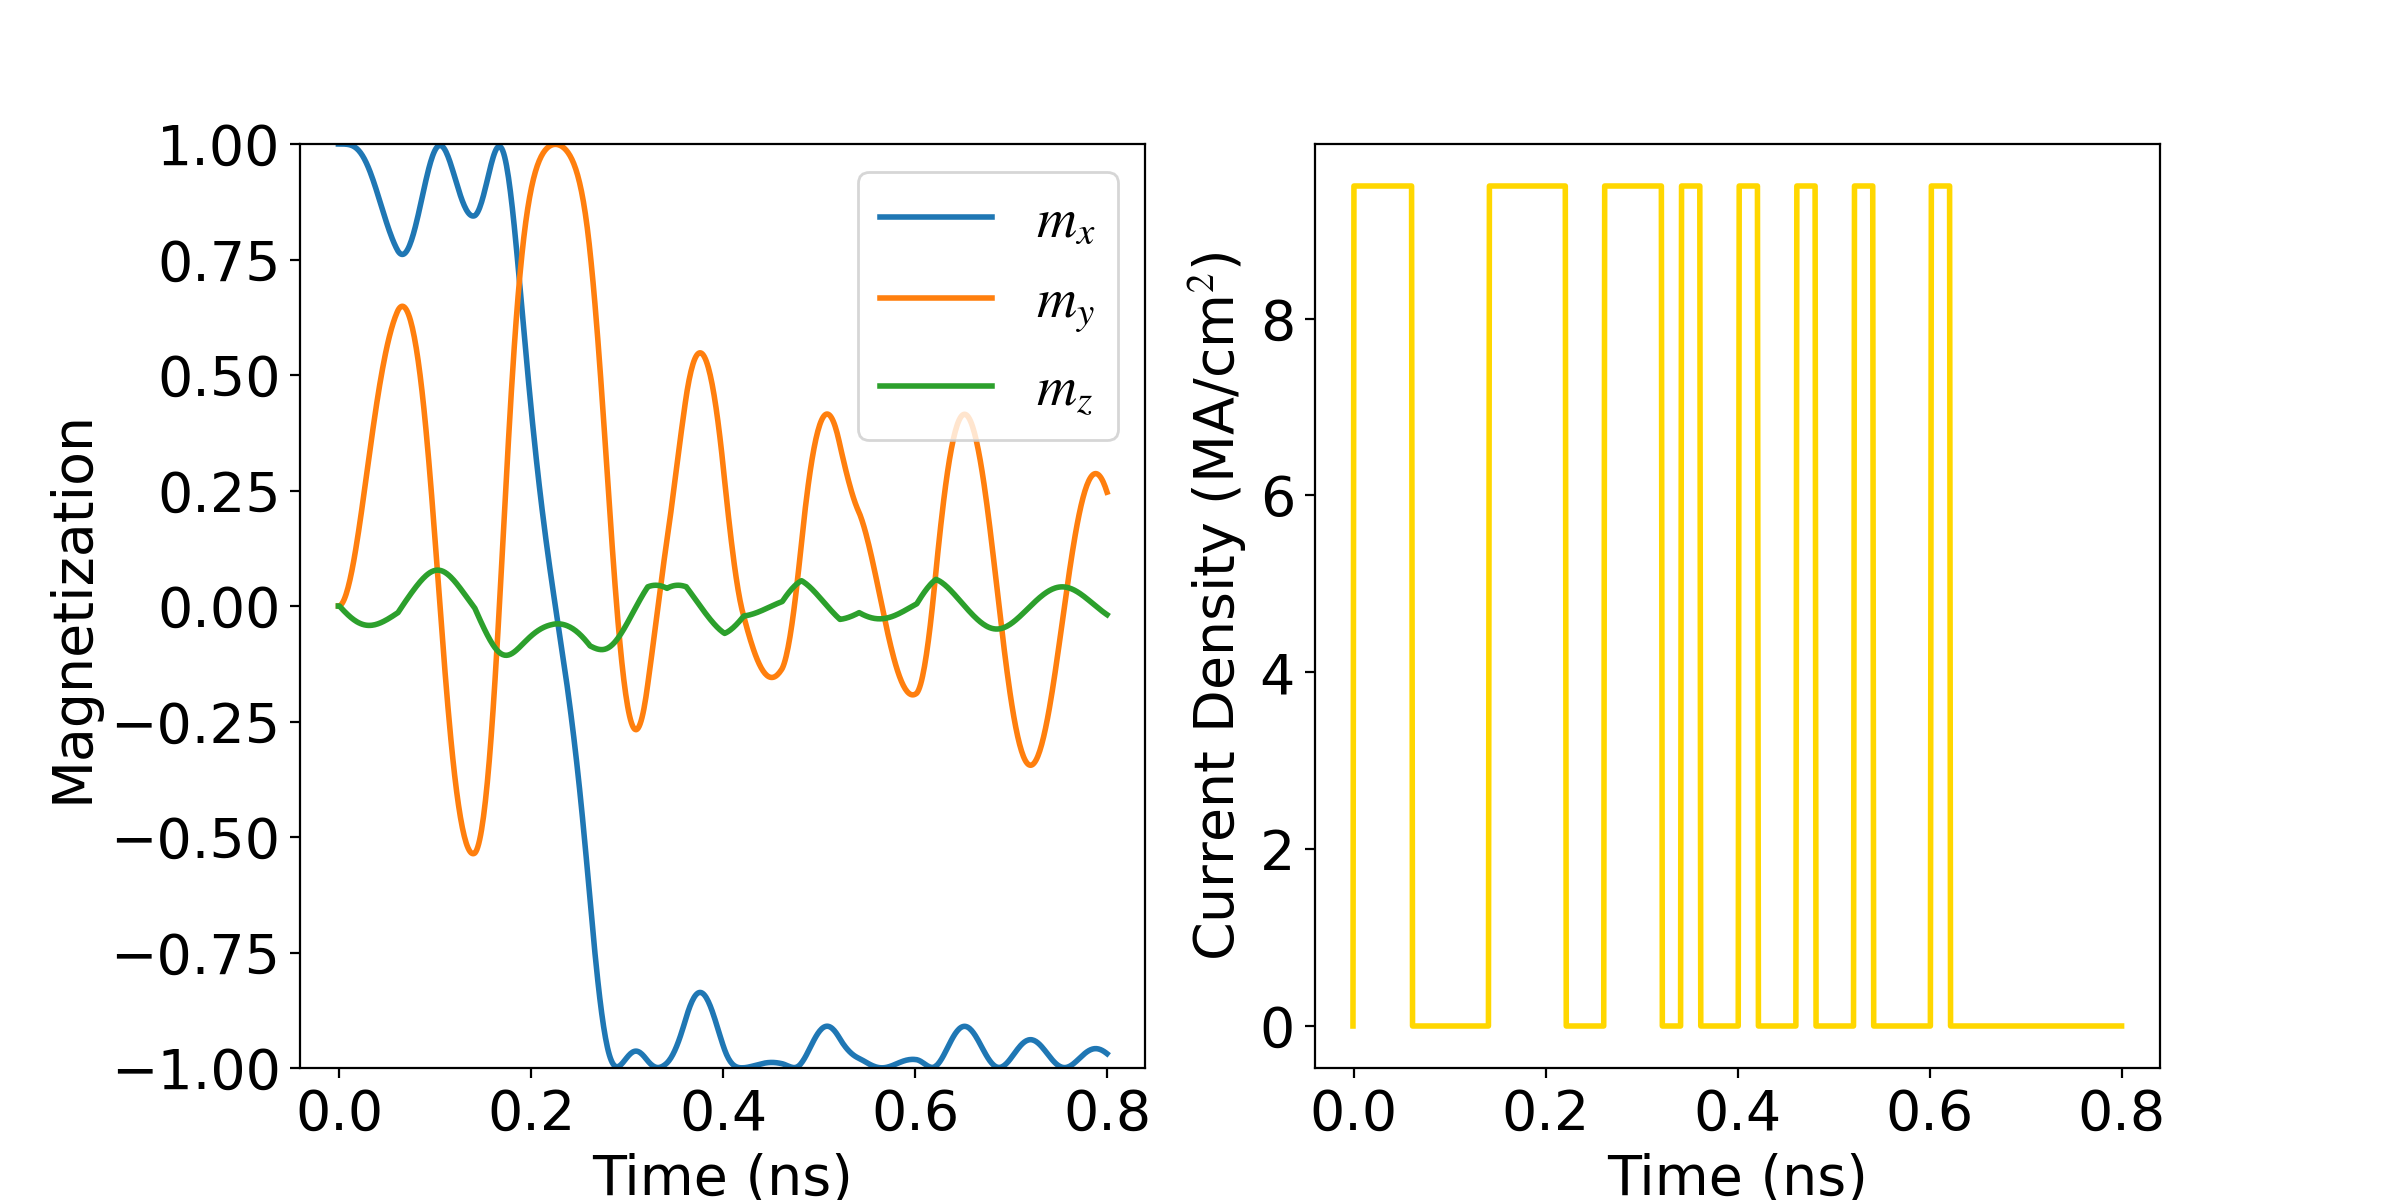 1.00
0.75
0.50
0.25
0.00
−0.25
−0.50
−0.75
−1.00
Magnetization
0.0 0.2 0.4 0.6 0.8
Time (ns)
m_x
m_y
m_z
8
6
4
2
0
Current Density (MA/cm²)
0.0 0.2 0.4 0.6 0.8
Time (ns)